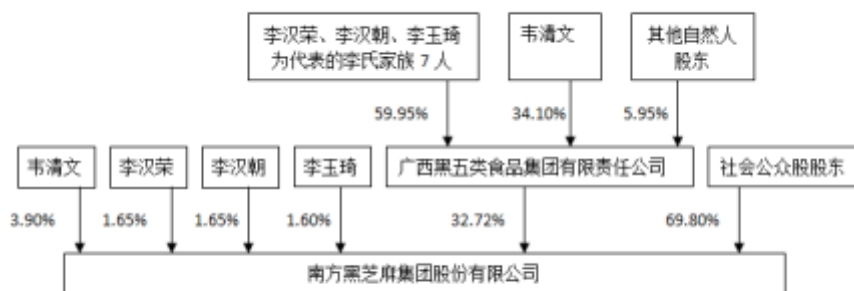 李汉荣、李汉朝、李玉琦
为代表的李氏家族 7 人
韦清文
其他自然人
股东
59.95%
34.10%
5.95%
韦清文
李汉荣
李汉朝
李玉琦
广西黑五类食品集团有限责任公司
社会公众股股东
3.90%
1.65%
1.65%
1.60%
32.72%
69.80%
南方黑芝麻集团股份有限公司